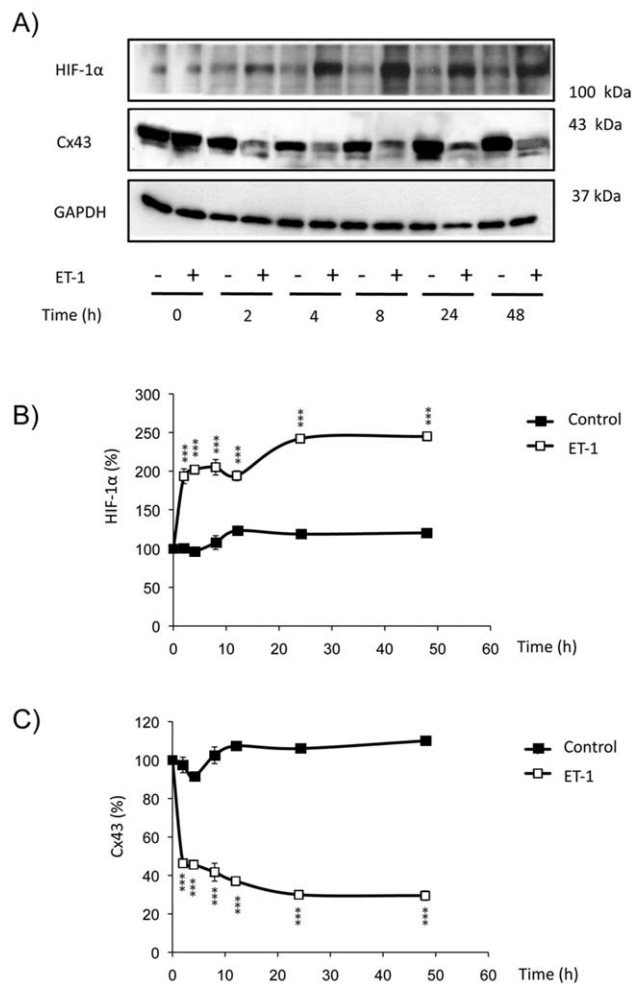 A)
HIF-1α
100 kDa
43 kDa
Cx43
37 kDa
GAPDH
ET-1 - + - + - + - + - + - +
Time (h) 0 2 4 8 24 48
B)
300
250
200
150
100
50
0
HIF-1α (%)
*** *** *** *** *** ***
Control
ET-1
0 10 20 30 40 50 60 Time (h)
C)
120
100
80
60
40
20
0
Cx43 (%)
*** *** *** *** *** ***
Control
ET-1
0 10 20 30 40 50 60 Time (h)